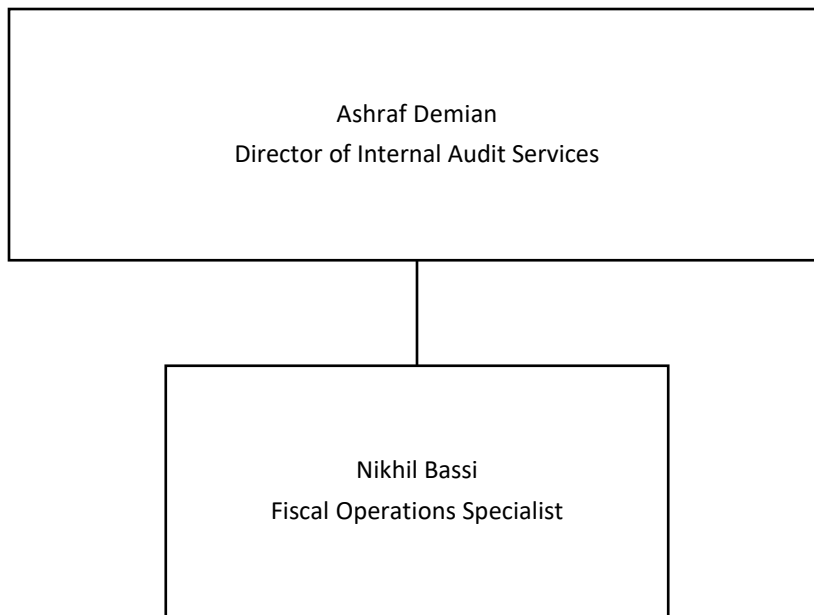 Ashraf Demian
Director of Internal Audit Services
Nikhil Bassi
Fiscal Operations Specialist